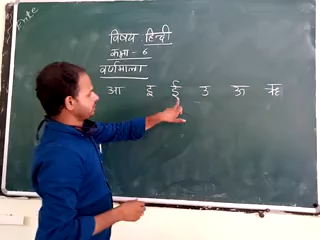 विषय हिन्दी
कक्षा - 6
वर्णमाला
आ इ ई उ ऊ ऋ